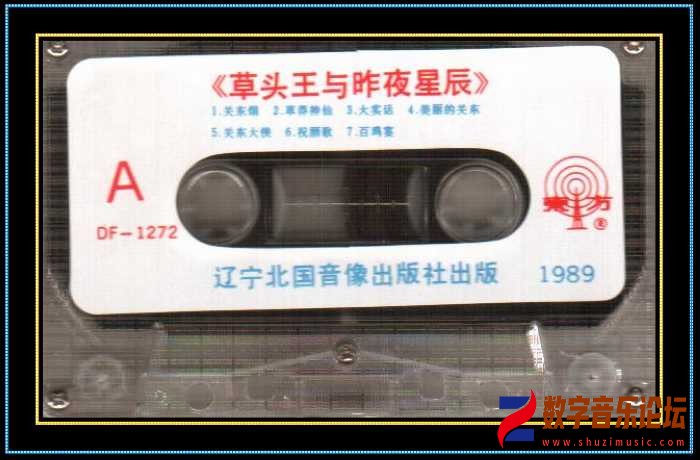 《草头王与昨夜星辰》
1.关东烟 2.草莽神仙 3.大实话 4.美丽的关东
5.关东大侠 6.祝愿歌 7.百鸡宴
A
DF-1272
东方
®
辽宁北国音像出版社出版 1989
数字音乐论坛
www.shuzimusic.com